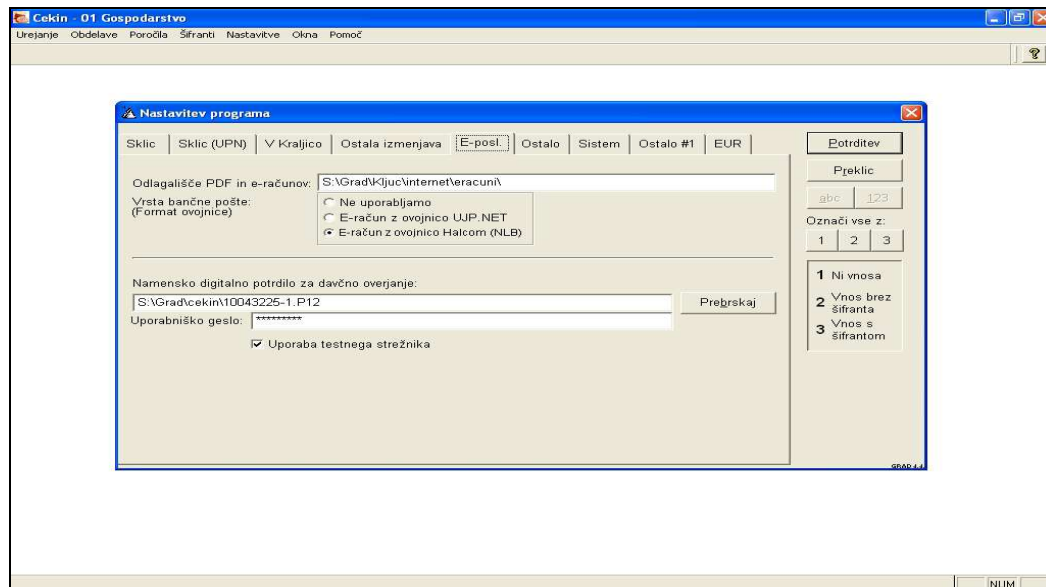 Cekin - 01 Gospodarstvo
Urejanje Obdelave Poročila Šifranti Nastavitve Okna Pomoč
Nastavitev programa
Sklic Sklic (UPN) V Kraljico Ostala izmenjava E-posl. Ostalo Sistem Ostalo #1 EUR
Potrditev
Preklic
Odlagališče PDF in e-računov: S:\Grad\Kljuc\internet\eracuni\
Vrsta bančne pošte:
(Format ovojnice)
Ne uporabljamo
E-račun z ovojnico UJP.NET
E-račun z ovojnico Halcom (NLB)
abc 123
Označi vse z:
1 2 3
Namensko digitalno potrdilo za davčno overjanje:
S:\Grad\cekin\10043225-1.P12 Prebrskaj
Uporabniško geslo: *********
Uporaba testnega strežnika
1 Ni vnosa
2 Vnos brez
šifranta
3 Vnos s
šifrantom
GRAD 4.4
NUM